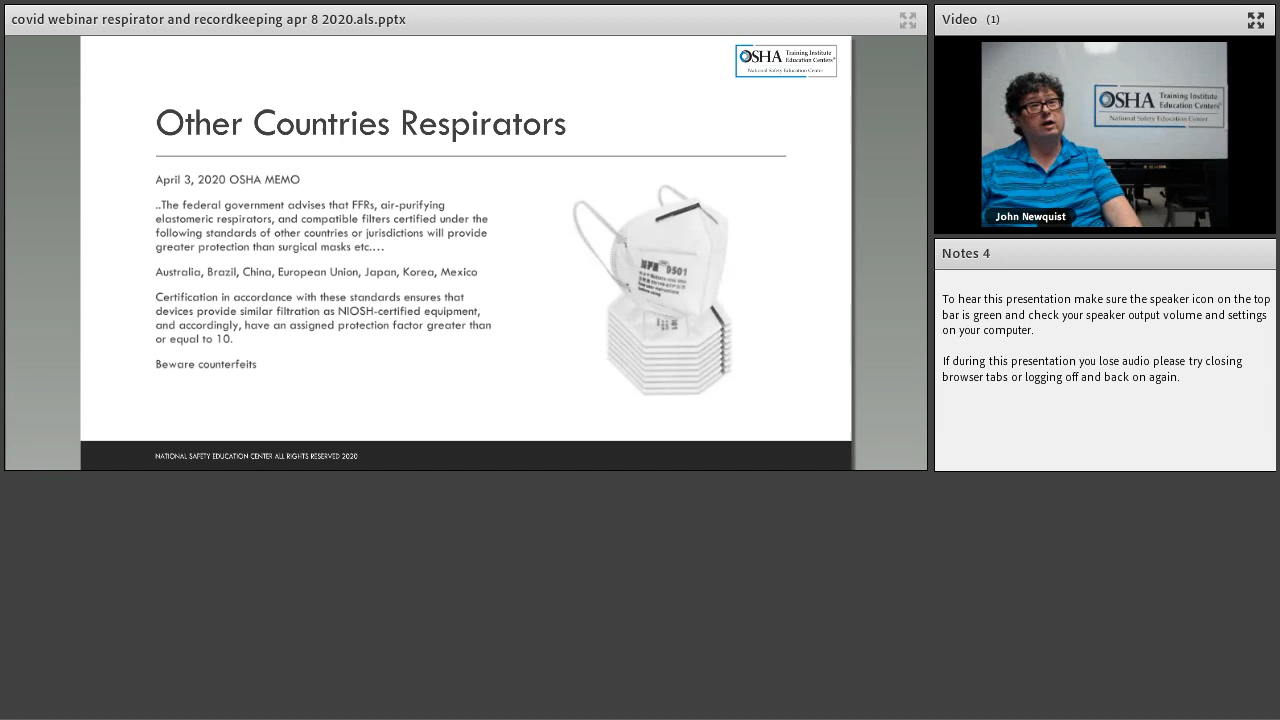 covid webinar respirator and recordkeeping apr 8 2020.als.pptx
OSHA Training Institute
Education Centers®
National Safety Education Center
Other Countries Respirators
April 3, 2020 OSHA MEMO
..The federal government advises that FFRs, air-purifying
elastomeric respirators, and compatible filters certified under the
following standards of other countries or jurisdictions will provide
greater protection than surgical masks etc....
Australia, Brazil, China, European Union, Japan, Korea, Mexico
Certification in accordance with these standards ensures that
devices provide similar filtration as NIOSH-certified equipment,
and accordingly, have an assigned protection factor greater than
or equal to 10.
Beware counterfeits
9501
NATIONAL SAFETY EDUCATION CENTER ALL RIGHTS RESERVED 2020
Video (1)
OSHA Training Institute
Education Centers®
National Safety Education Center
John Newquist
Notes 4
To hear this presentation make sure the speaker icon on the top
bar is green and check your speaker output volume and settings
on your computer.
If during this presentation you lose audio please try closing
browser tabs or logging off and back on again.